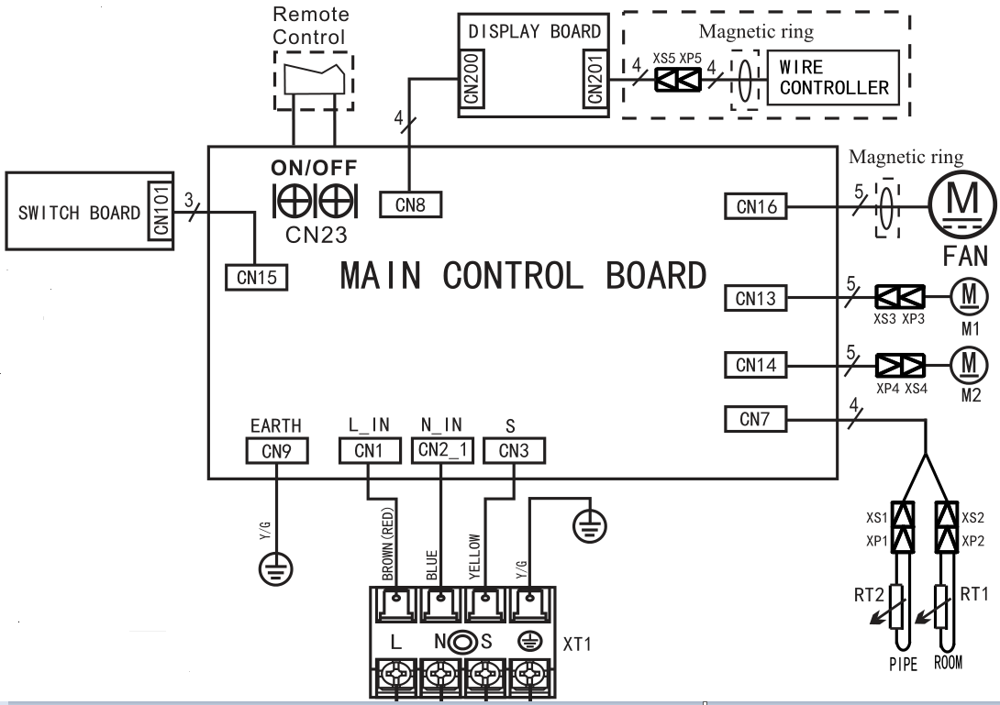 Remote
Control
DISPLAY BOARD
CN200
CN201
4
XS5 XP5
4
Magnetic ring
WIRE
CONTROLLER
4
SWITCH BOARD
CN101
3
ON/OFF
CN23
CN8
CN15
MAIN CONTROL BOARD
CN16
5
Magnetic ring
M
FAN
CN13
5
XS3 XP3
M
M1
CN14
5
XP4 XS4
M
M2
CN7
4
EARTH
CN9
L_IN
CN1
N_IN
CN2_1
S
CN3
Y/G
BROWN(RED)
BLUE
YELLOW
Y/G
L
N
S
XT1
XS1
XP1
XS2
XP2
RT2
RT1
PIPE
ROOM